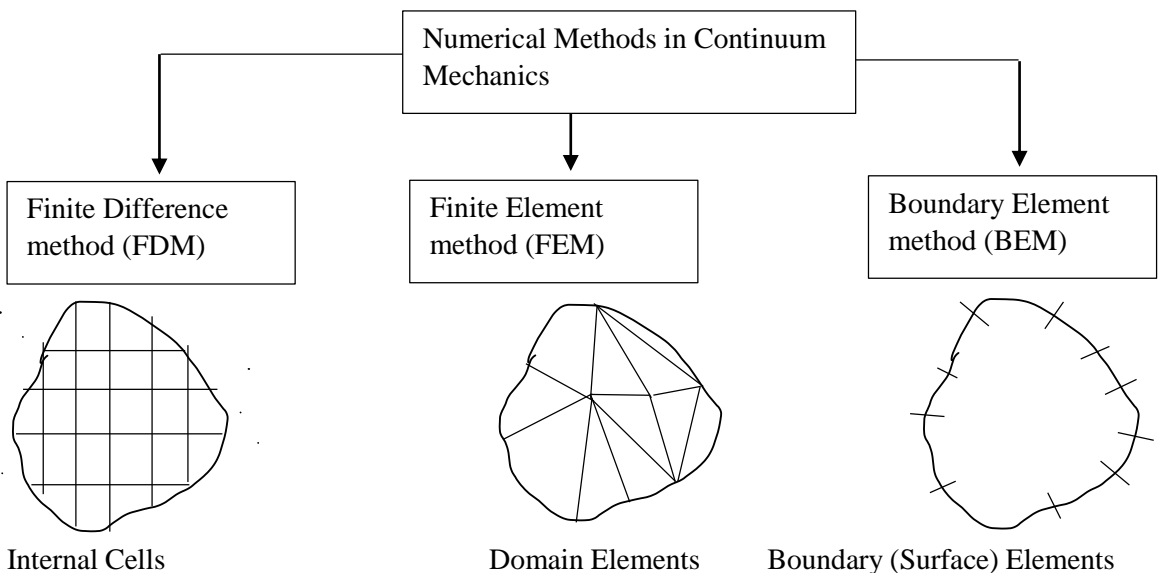 Numerical Methods in Continuum
Mechanics
Finite Difference
method (FDM)
Finite Element
method (FEM)
Boundary Element
method (BEM)
Internal Cells
Domain Elements
Boundary (Surface) Elements